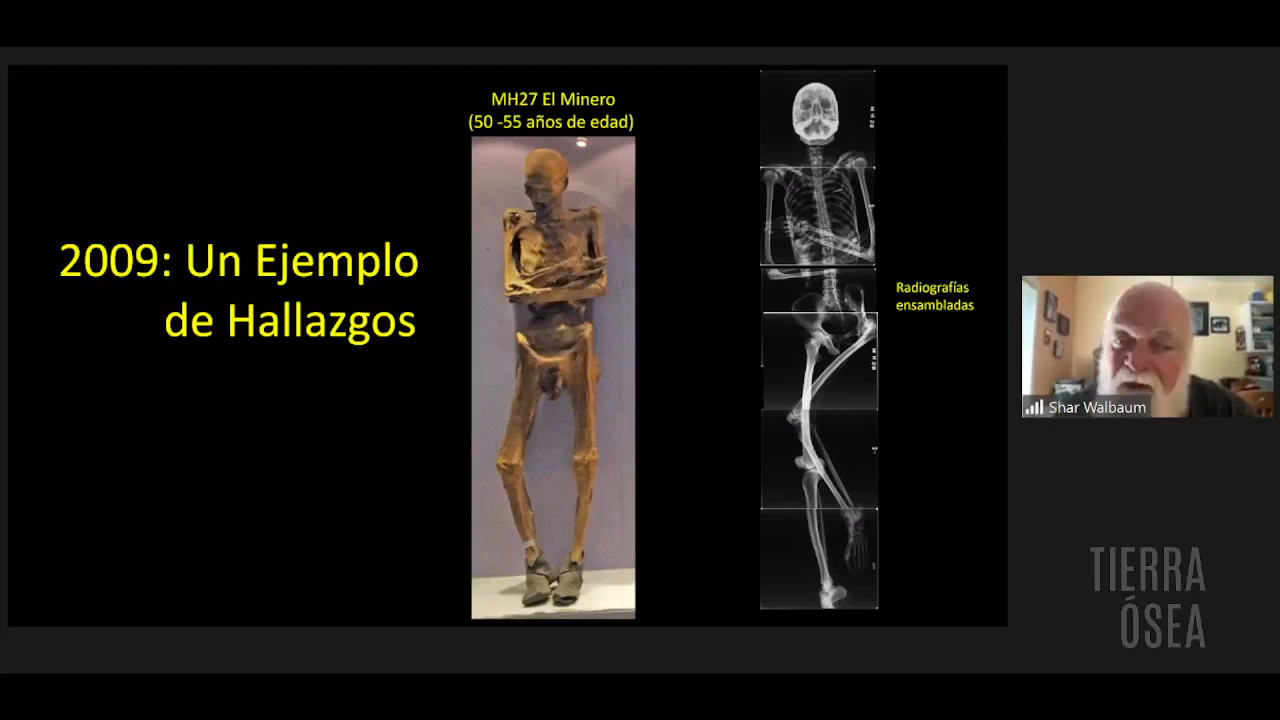 MH27 El Minero
(50 -55 años de edad)
2009: Un Ejemplo
de Hallazgos
Radiografías
ensambladas
Shar Walbaum
TIERRA
ÓSEA